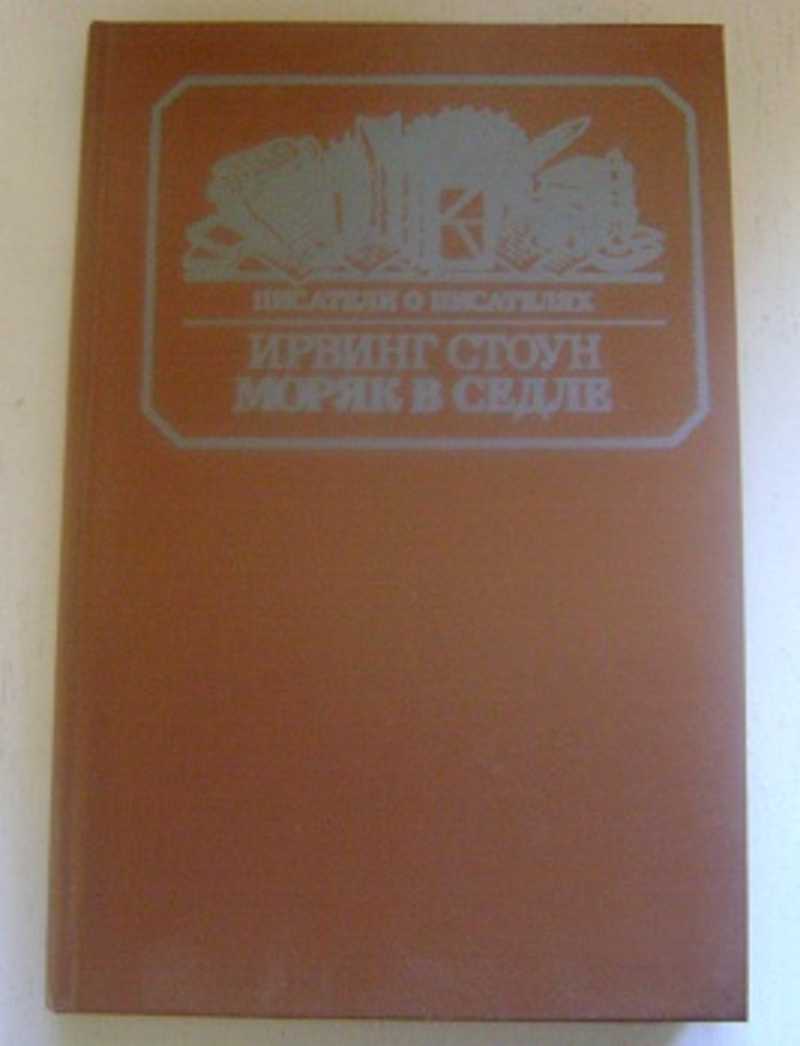 ПИСАТЕЛИ О ПИСАТЕЛЯХ
ИРВИНГ СТОУН
МОРЯК В СЕДЛЕ